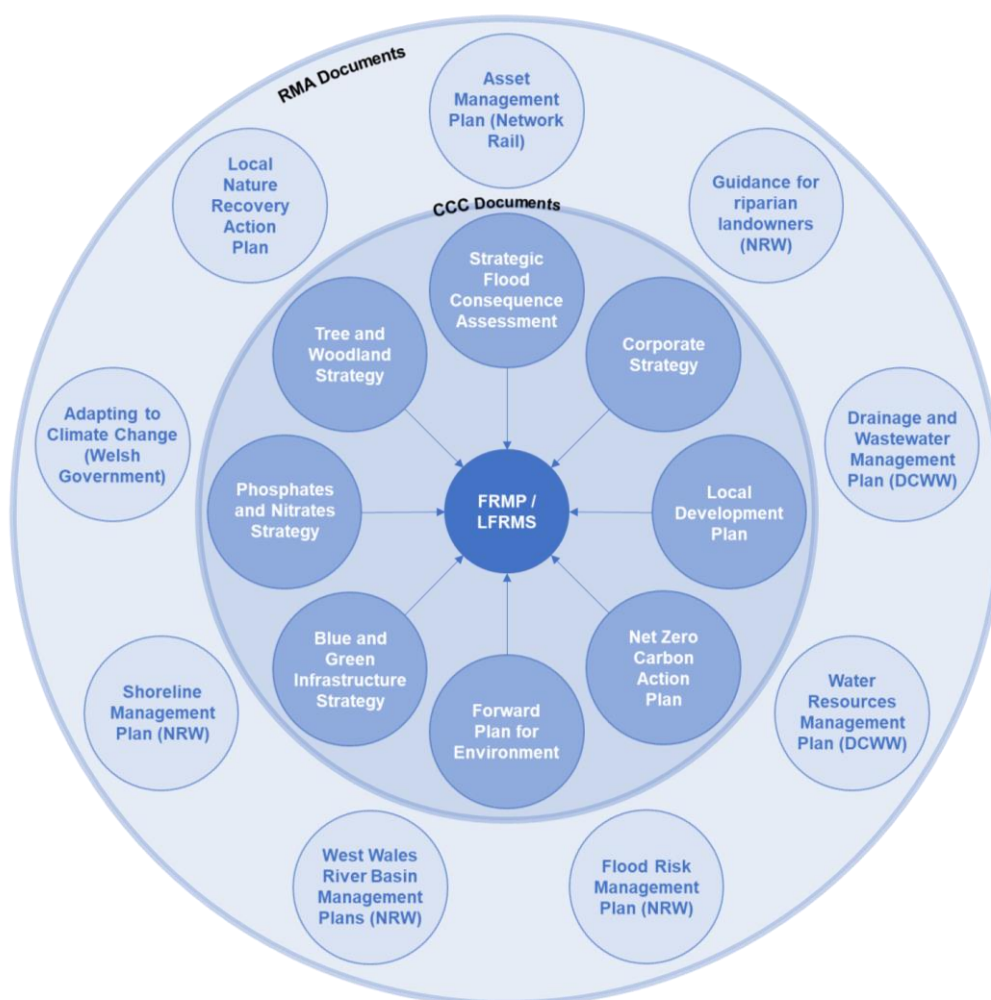 RMA Documents
Asset
Management
Plan (Network
Rail)
Local
Nature
Recovery
Action
Plan
Guidance for
riparian
landowners
(NRW)
CCC Documents
Strategic
Flood
Consequence
Assessment
Tree and
Woodland
Strategy
Corporate
Strategy
Adapting to
Climate Change
(Welsh
Government)
Drainage and
Wastewater
Management
Plan (DCWW)
Phosphates
and Nitrates
Strategy
FRMP /
LFRMS
Local
Development
Plan
Blue and
Green
Infrastructure
Strategy
Net Zero
Carbon
Action
Plan
Shoreline
Management
Plan (NRW)
Forward
Plan for
Environment
Water
Resources
Management
Plan (DCWW)
West Wales
River Basin
Management
Plans (NRW)
Flood Risk
Management
Plan (NRW)